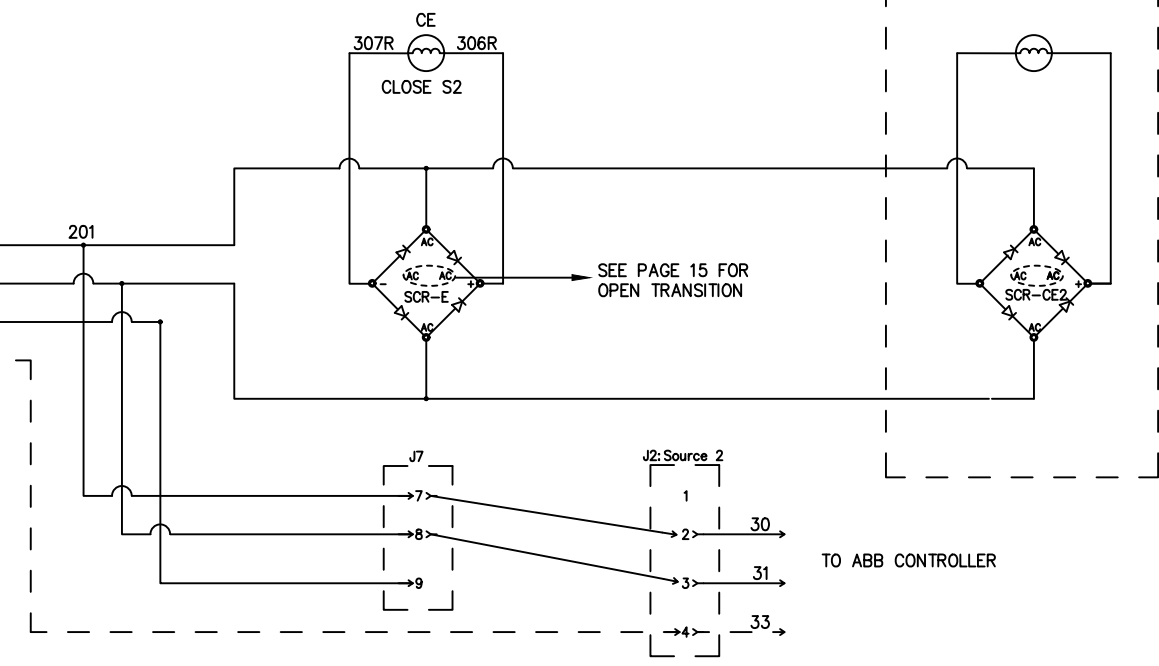 CE
307R 306R
CLOSE S2
201
AC
AC AC
- +
SCR-E
AC
SEE PAGE 15 FOR
OPEN TRANSITION
AC
AC AC
+
SCR-CE2
AC
J7
J2: Source 2
7
8
9
1
2
3
4
30
31
33
TO ABB CONTROLLER